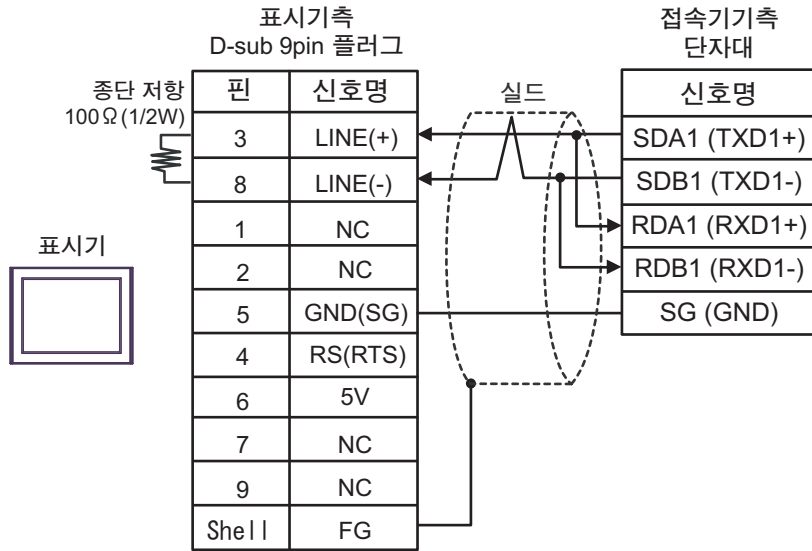 표시기측
D-sub 9pin 플러그
접속기기측
단자대
종단 저항
100Ω(1/2W)
핀 신호명
실드
신호명
3 LINE(+)
SDA1 (TXD1+)
8 LINE(-)
SDB1 (TXD1-)
1 NC
RDA1 (RXD1+)
표시기
2 NC
RDB1 (RXD1-)
5 GND(SG)
SG (GND)
4 RS(RTS)
6 5V
7 NC
9 NC
Shell FG